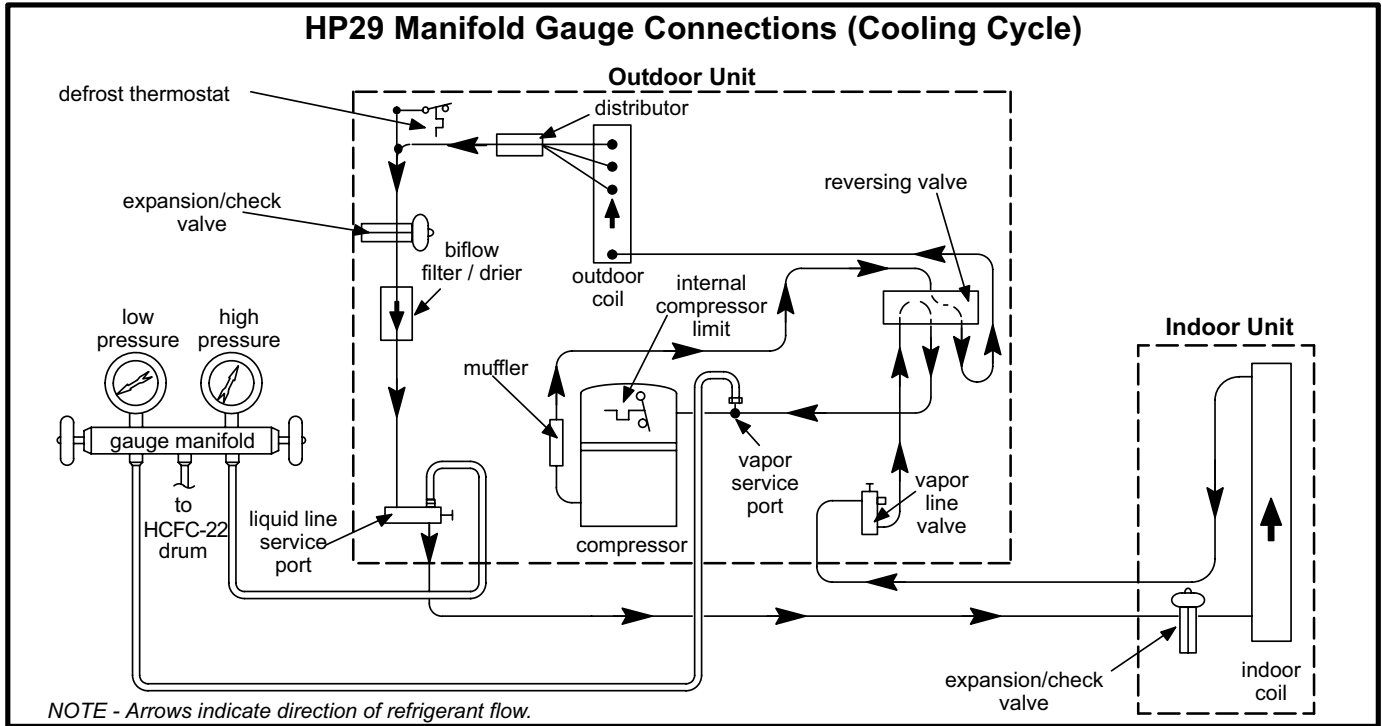 HP29 Manifold Gauge Connections (Cooling Cycle)
Outdoor Unit
defrost thermostat
distributor
reversing valve
expansion/check
valve
biflow
filter / drier
outdoor
coil
internal
compressor
limit
low
pressure
high
pressure
Indoor Unit
muffler
gauge manifold
to
HCFC-22
drum
liquid line
service
port
compressor
vapor
service
port
vapor
line
valve
expansion/check
valve
indoor
coil
NOTE - Arrows indicate direction of refrigerant flow.